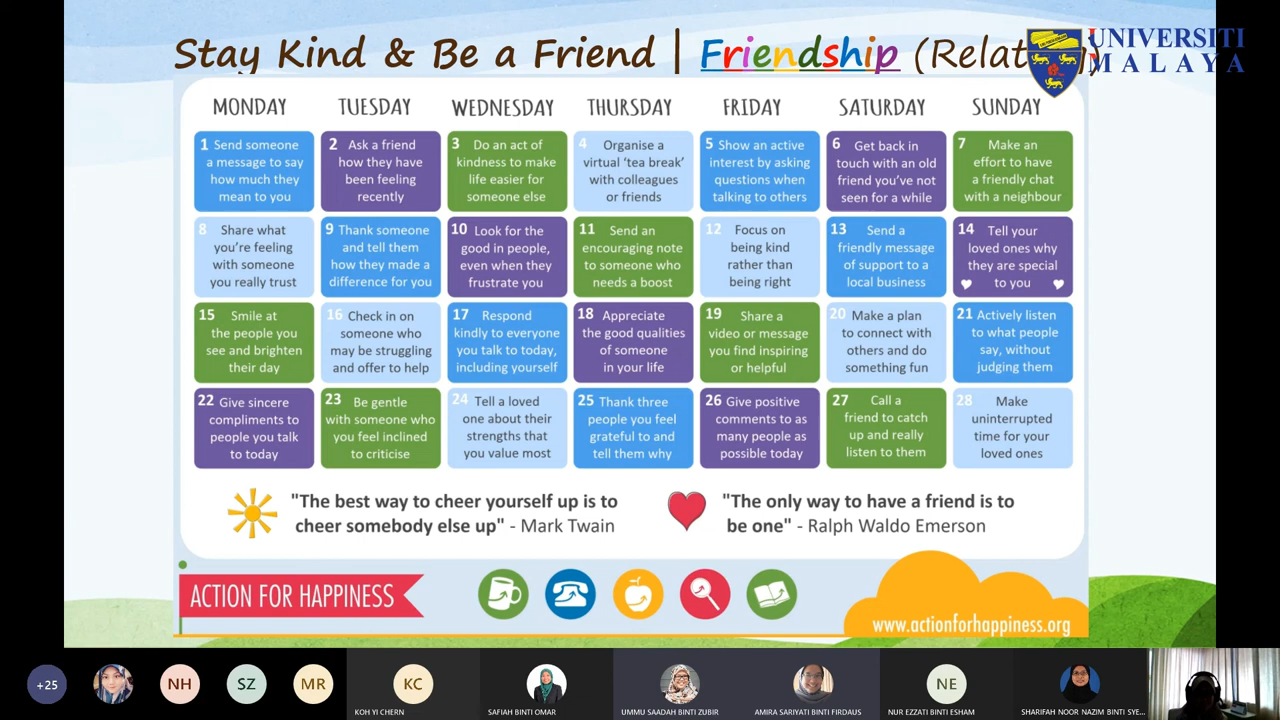 Stay Kind & Be a Friend | Friendship
UNIVERSITI
MALAYA
MONDAY TUESDAY WEDNESDAY THURSDAY FRIDAY SATURDAY SUNDAY
1 Send someone
a message to say
how much they
mean to you
2 Ask a friend
how they have
been feeling
recently
3 Do an act of
kindness to make
life easier for
someone else
4 Organise a
virtual 'tea break'
with colleagues
or friends
5 Show an active
interest by asking
questions when
talking to others
6 Get back in
touch with an old
friend you've not
seen for a while
7 Make an
effort to have
a friendly chat
with a neighbour
8 Share what
you're feeling
with someone
you really trust
9 Thank someone
and tell them
how they made a
difference for you
10 Look for the
good in people,
even when they
frustrate you
11 Send an
encouraging note
to someone who
needs a boost
12 Focus on
being kind
rather than
being right
13 Send a
friendly message
of support to a
local business
14 Tell your
loved ones why
they are special
to you
15 Smile at
the people you
see and brighten
their day
16 Check in on
someone who
may be struggling
and offer to help
17 Respond
kindly to everyone
you talk to today,
including yourself
18 Appreciate
the good qualities
of someone
in your life
19 Share a
video or message
you find inspiring
or helpful
20 Make a plan
to connect with
others and do
something fun
21 Actively listen
to what people
say, without
judging them
22 Give sincere
compliments to
people you talk
to today
23 Be gentle
with someone who
you feel inclined
to criticise
24 Tell a loved
one about their
strengths that
you value most
25 Thank three
people you feel
grateful to and
tell them why
26 Give positive
comments to as
many people as
possible today
27 Call a
friend to catch
up and really
listen to them
28 Make
uninterrupted
time for your
loved ones
"The best way to cheer yourself up is to
cheer somebody else up" - Mark Twain
"The only way to have a friend is to
be one" - Ralph Waldo Emerson
ACTION FOR HAPPINESS
www.actionforhappiness.org
+25 NH SZ MR KC NE
KOH YI CHERN
SAFIAH BINTI OMAR
UMMU SAADAH BINTI ZUBIR
AMIRA SARIYATI BINTI FIRDAUS
NUR EZZATI BINTI ESHAM
SHARIFAH NOOR NAZIM BINTI SYE...